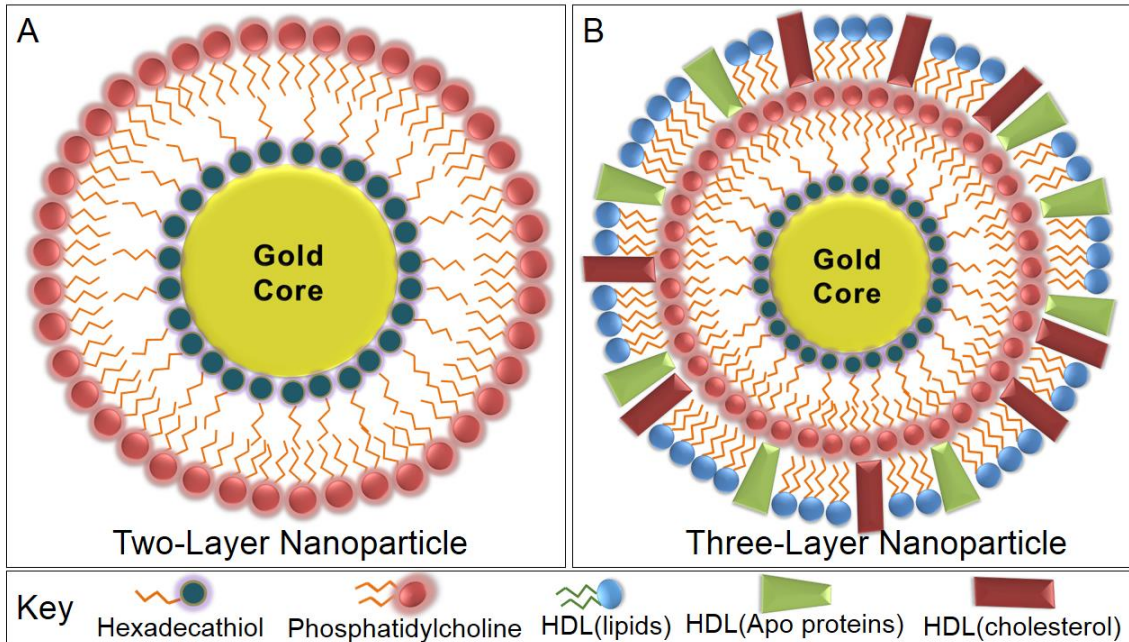 A
Gold
Core
Two-Layer Nanoparticle
B
Gold
Core
Three-Layer Nanoparticle
Key
Hexadecathiol
Phosphatidylcholine
HDL(lipids)
HDL(Apo proteins)
HDL(cholesterol)